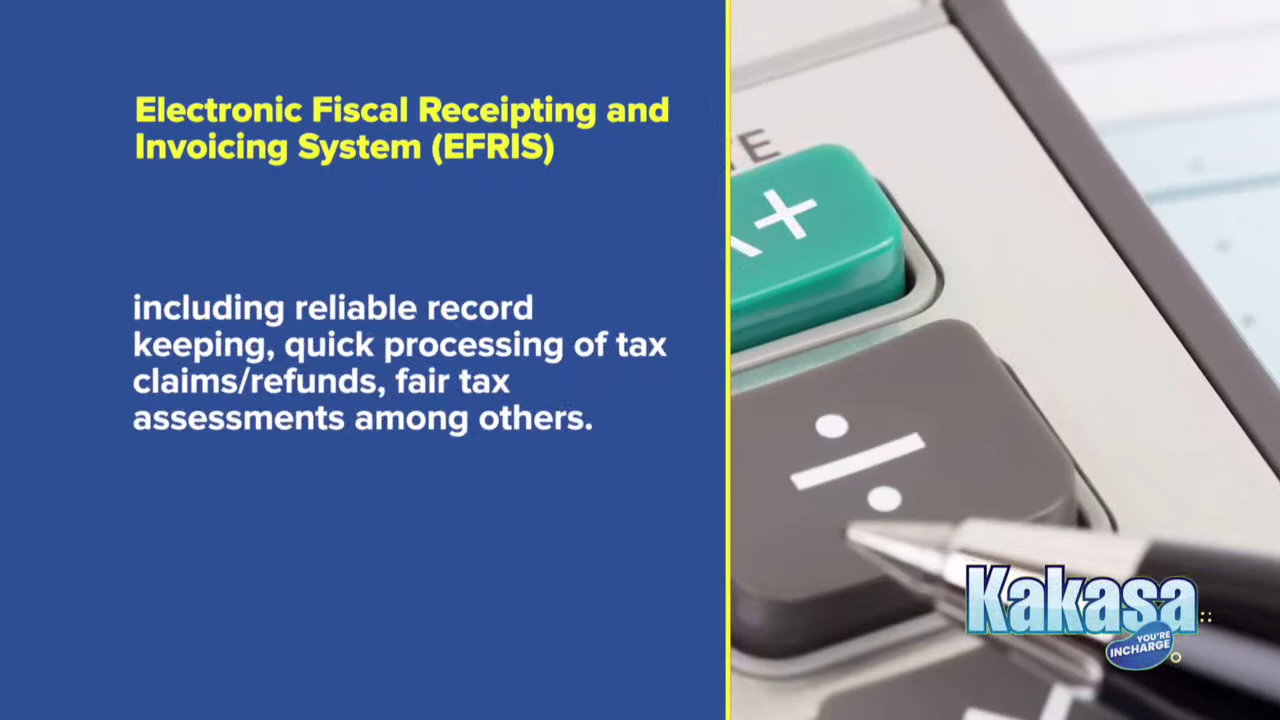 Electronic Fiscal Receipting and
Invoicing System (EFRIS)
including reliable record
keeping, quick processing of tax
claims/refunds, fair tax
assessments among others.
+
÷
Kakasa
YOU'RE
INCHARGE